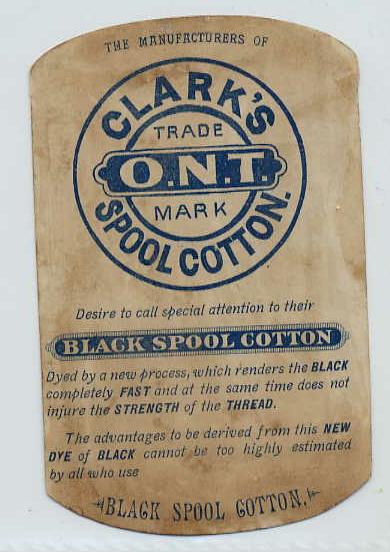 THE MANUFACTURERS OF
CLARK'S
TRADE
O.N.T.
MARK
SPOOL COTTON.
Desire to call special attention to their
BLACK SPOOL COTTON
Dyed by a new process, which renders the BLACK
completely FAST and at the same time does not
injure the STRENGTH of the THREAD.
The advantages to be derived from this NEW
DYE of BLACK cannot be too highly estimated
by all who use
BLACK SPOOL COTTON.